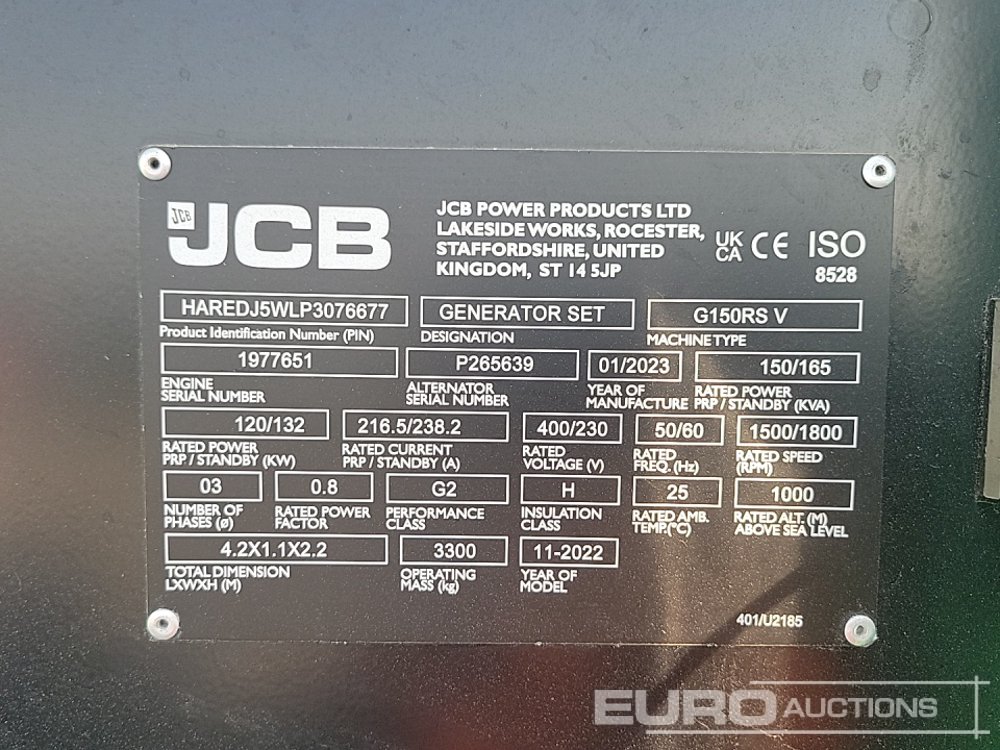 JCB
JCB
JCB POWER PRODUCTS LTD
LAKESIDE WORKS, ROCESTER,
STAFFORDSHIRE, UNITED
KINGDOM, ST 14 5JP
UK
CA
CE
ISO
8528
HAREDJ5WLP3076677 GENERATOR SET G150RS V
Product Identification Number (PIN) DESIGNATION MACHINE TYPE
1977651 P265639 01/2023 150/165
ENGINE
SERIAL NUMBER
ALTERNATOR
SERIAL NUMBER
YEAR OF
MANUFACTURE
RATED POWER
PRP / STANDBY (KVA)
120/132 216.5/238.2 400/230 50/60 1500/1800
RATED POWER
PRP / STANDBY (KW)
RATED CURRENT
PRP / STANDBY (A)
RATED
VOLTAGE (V)
RATED
FREQ. (Hz)
RATED SPEED
(RPM)
03 0.8 G2 H 25 1000
NUMBER OF
PHASES (ø)
RATED POWER
FACTOR
PERFORMANCE
CLASS
INSULATION
CLASS
RATED AMB.
TEMP.(°C)
RATED ALT. (M)
ABOVE SEA LEVEL
4.2X1.1X2.2 3300 11-2022
TOTAL DIMENSION
LXWXH (M)
OPERATING
MASS (kg)
YEAR OF
MODEL
401/U2185
EURO AUCTIONS